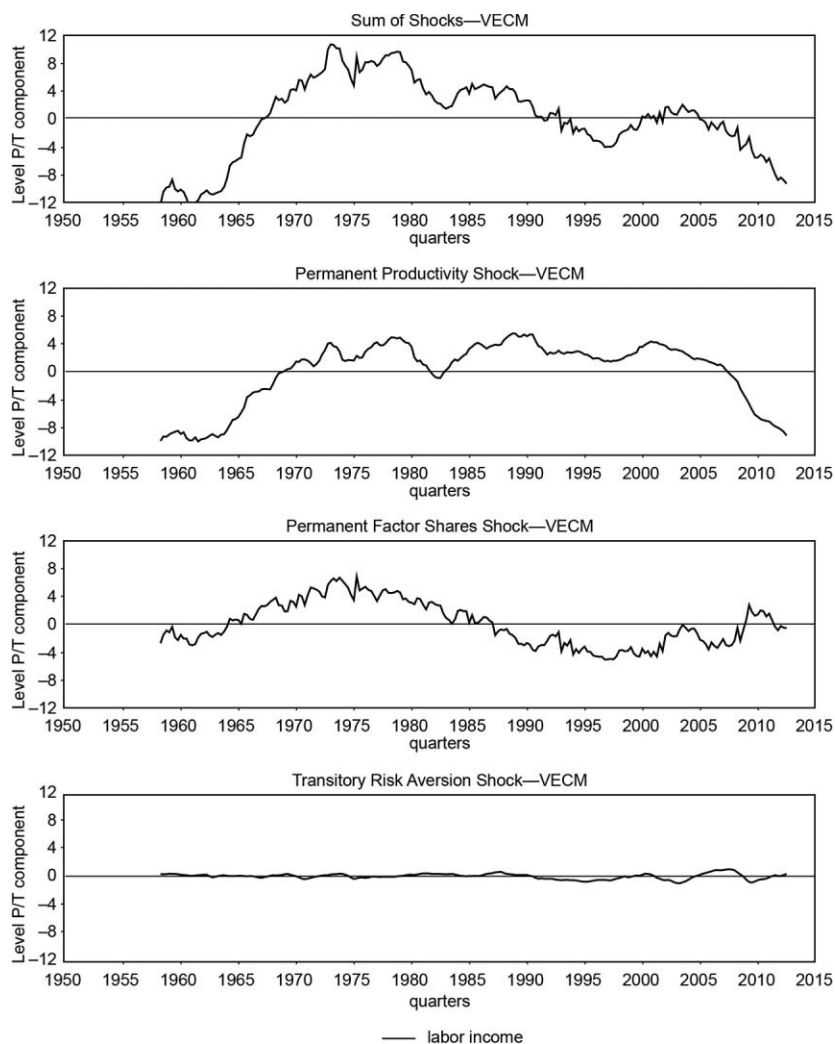 Sum of Shocks—VECM
Level P/T component
12
8
4
0
−4
−8
−12
1950 1955 1960 1965 1970 1975 1980 1985 1990 1995 2000 2005 2010 2015
quarters
Permanent Productivity Shock—VECM
Level P/T component
12
8
4
0
−4
−8
−12
1950 1955 1960 1965 1970 1975 1980 1985 1990 1995 2000 2005 2010 2015
quarters
Permanent Factor Shares Shock—VECM
Level P/T component
12
8
4
0
−4
−8
−12
1950 1955 1960 1965 1970 1975 1980 1985 1990 1995 2000 2005 2010 2015
quarters
Transitory Risk Aversion Shock—VECM
Level P/T component
12
8
4
0
−4
−8
−12
1950 1955 1960 1965 1970 1975 1980 1985 1990 1995 2000 2005 2010 2015
quarters
labor income